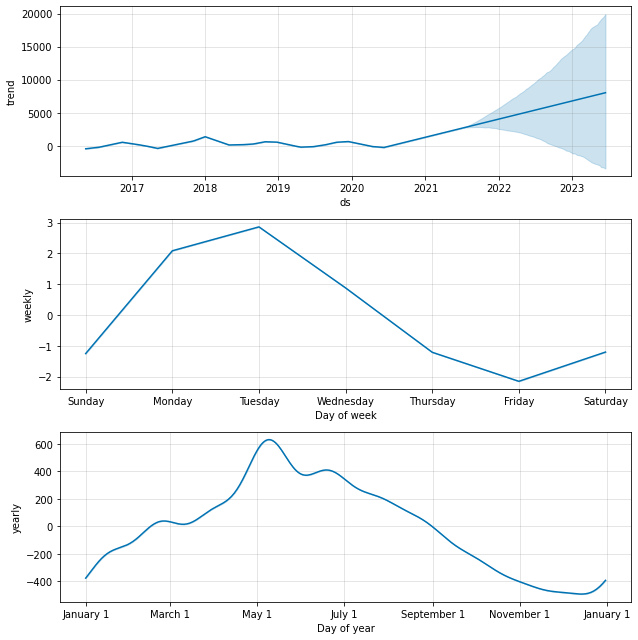 20000
15000
10000
5000
0
trend
2017 2018 2019 2020 2021 2022 2023
ds
3
2
1
0
−1
−2
weekly
Sunday Monday Tuesday Wednesday Thursday Friday Saturday
Day of week
600
400
200
0
−200
−400
yearly
January 1 March 1 May 1 July 1 September 1 November 1 January 1
Day of year